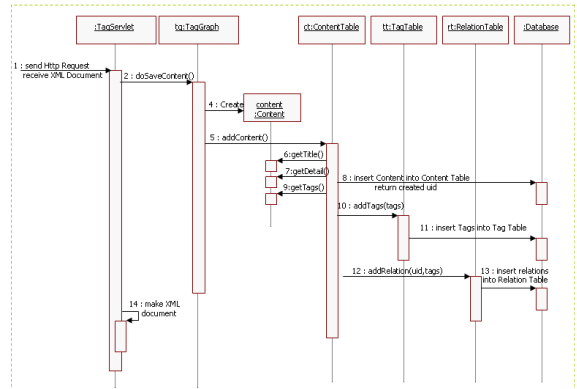 :TagServlet
tg:TagGraph
ct:ContentTable
tt:TagTable
rt:RelationTable
:Database
1 : send Http Request
receive XML Document
2 : doSaveContent()
4 : Create
content
:Content
5 : addContent()
6:getTitle()
7:getDetail()
8 : insert Content into Content Table
return created uid
9:getTags()
10 : addTags(tags)
11 : insert Tags into Tag Table
12 : addRelation(uid,tags)
13 : insert relations
into Relation Table
14 : make XML
document